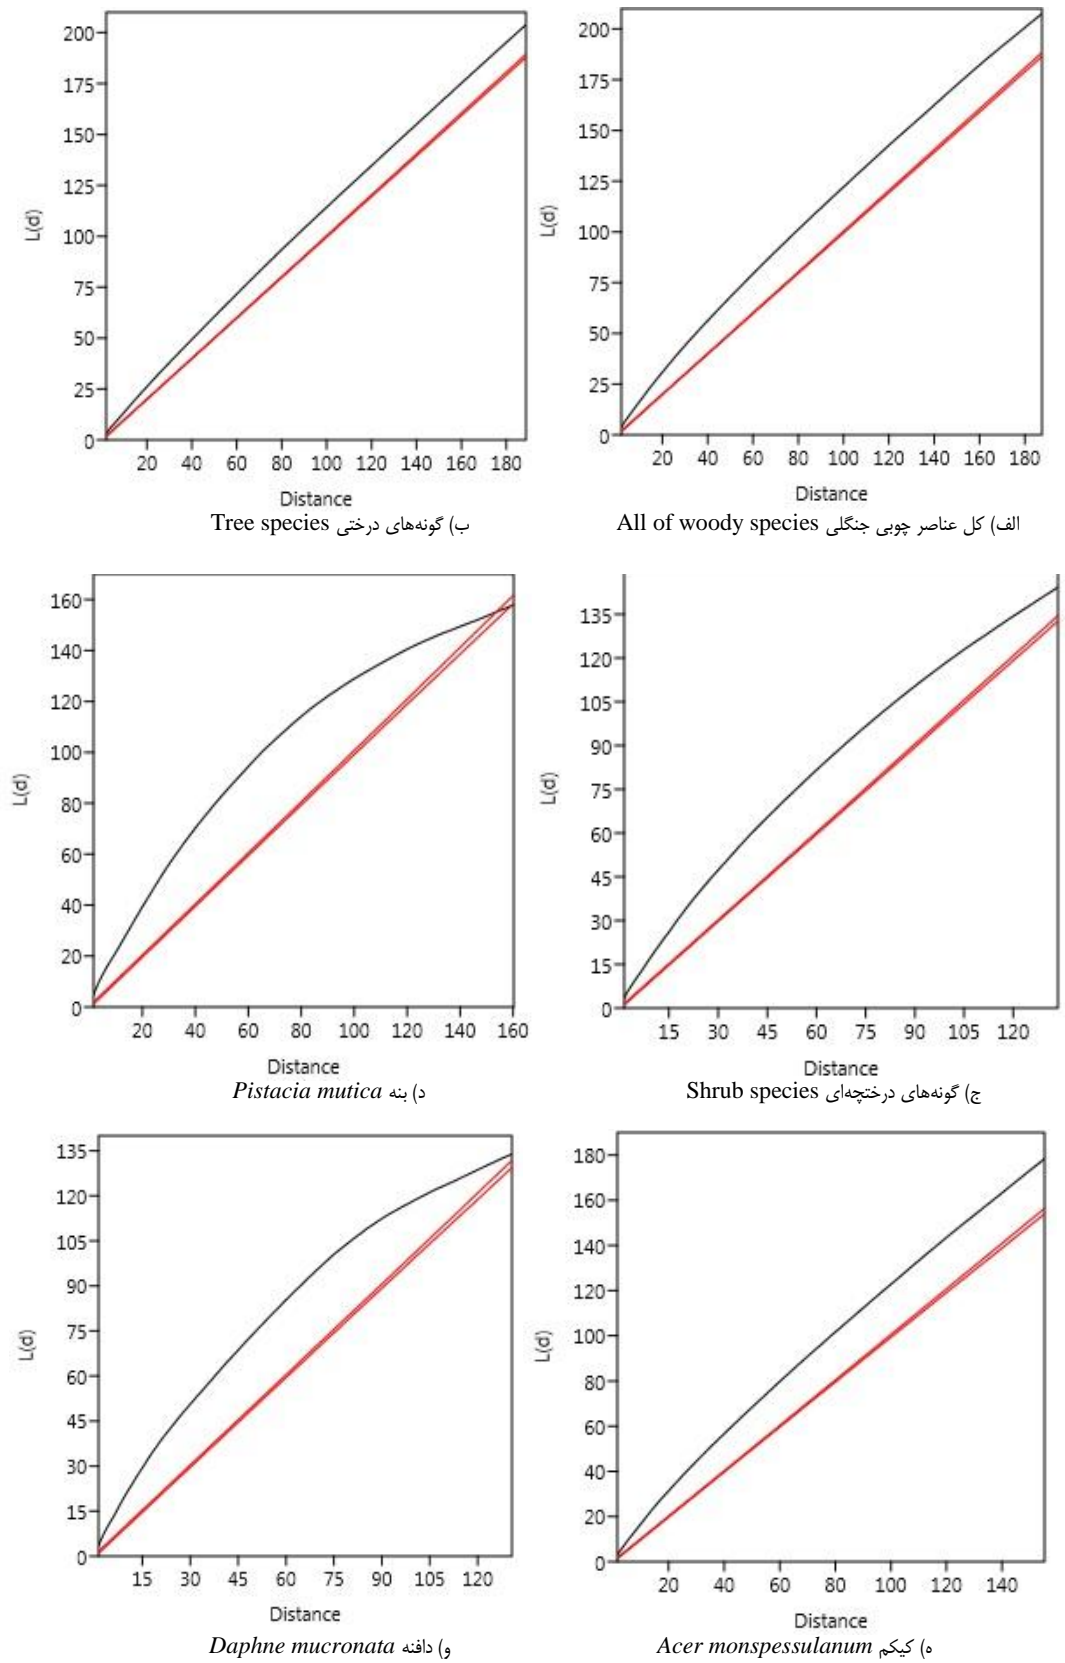 200
175
150
125
100
75
50
25
0
L(d)
20 40 60 80 100 120 140 160 180
Distance
ب) گونه‌های درختی Tree species
200
175
150
125
100
75
50
25
0
L(d)
20 40 60 80 100 120 140 160 180
Distance
الف) کل عناصر چوبی جنگلی All of woody species
160
140
120
100
80
60
40
20
0
L(d)
20 40 60 80 100 120 140 160
Distance
د) بنه Pistacia mutica
135
120
105
90
75
60
45
30
15
0
L(d)
15 30 45 60 75 90 105 120
Distance
ج) گونه‌های درختچه‌ای Shrub species
135
120
105
90
75
60
45
30
15
0
L(d)
15 30 45 60 75 90 105 120
Distance
و) دافنه Daphne mucronata
180
160
140
120
100
80
60
40
20
0
L(d)
20 40 60 80 100 120 140
Distance
ه) کیکم Acer monspessulanum